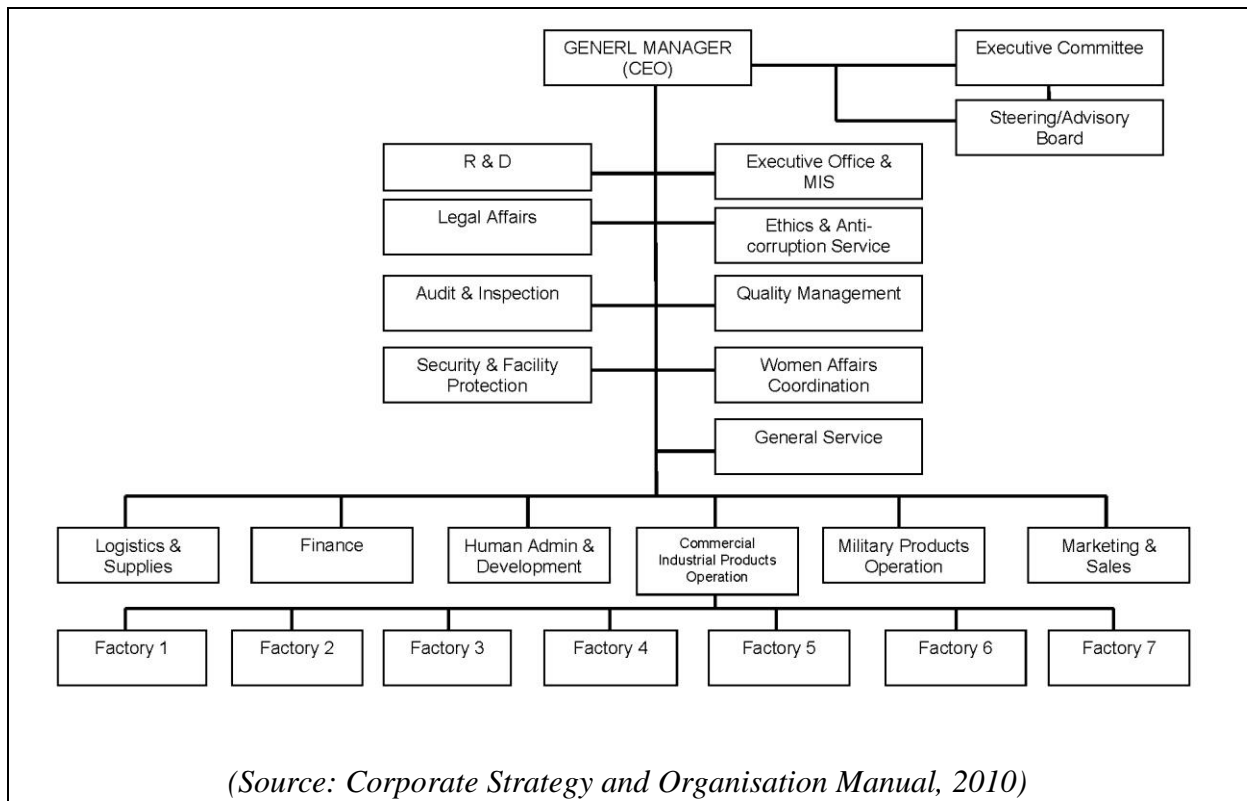 GENERL MANAGER
(CEO)
Executive Committee
Steering/Advisory
Board
R & D
Executive Office &
MIS
Legal Affairs
Ethics & Anti-
corruption Service
Audit & Inspection
Quality Management
Security & Facility
Protection
Women Affairs
Coordination
General Service
Logistics &
Supplies
Finance
Human Admin &
Development
Commercial
Industrial Products
Operation
Military Products
Operation
Marketing &
Sales
Factory 1
Factory 2
Factory 3
Factory 4
Factory 5
Factory 6
Factory 7
(Source: Corporate Strategy and Organisation Manual, 2010)